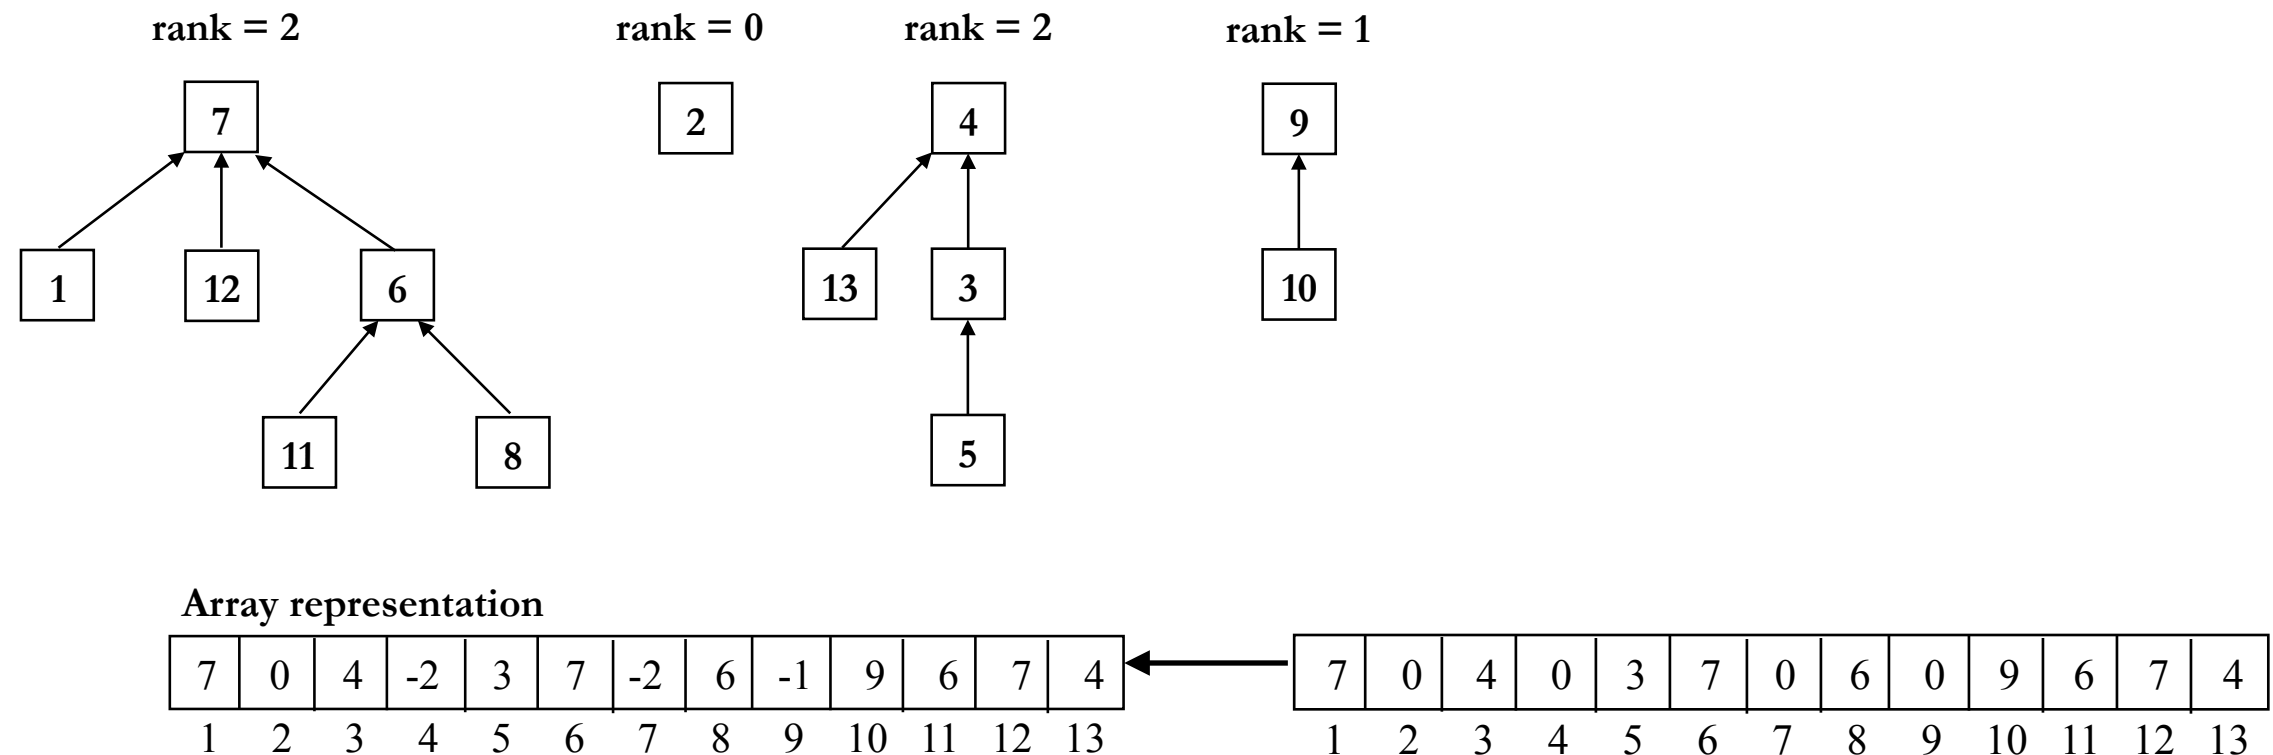 rank = 2 rank = 0 rank = 2 rank = 1
7 2 4 9
1 12 6 13 3 10
11 8 5
Array representation
7 0 4 -2 3 7 -2 6 -1 9 6 7 4 7 0 4 0 3 7 0 6 0 9 6 7 4
1 2 3 4 5 6 7 8 9 10 11 12 13 1 2 3 4 5 6 7 8 9 10 11 12 13